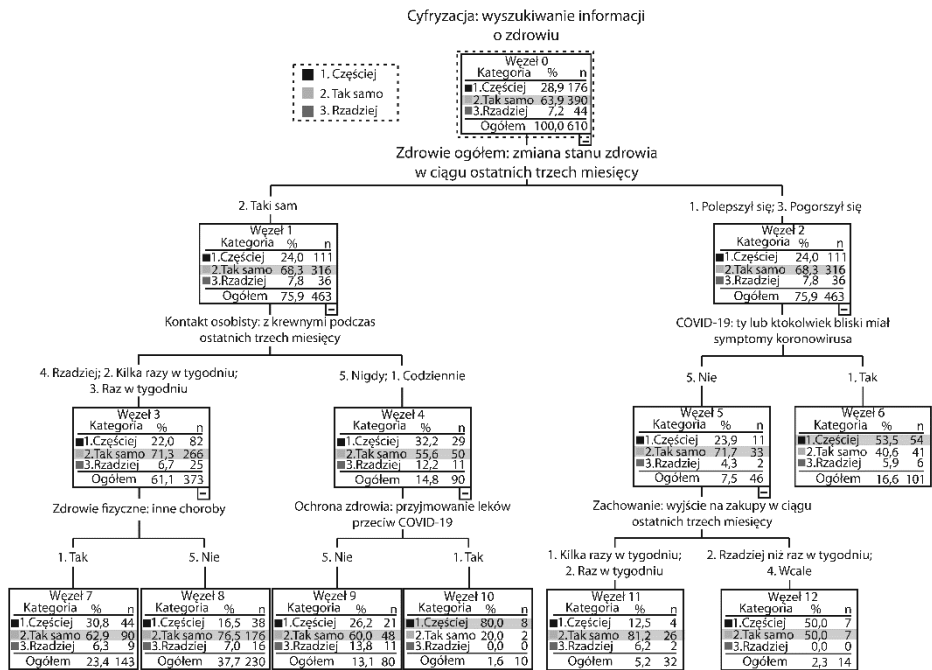 Cyfryzacja: wyszukiwanie informacji
o zdrowiu
1. Częściej
2. Tak samo
3. Rzadziej
Węzeł 0
Kategoria % n
1.Częściej 28,9 176
2.Tak samo 63,9 390
3.Rzadziej 7,2 44
Ogółem 100,0 610
Zdrowie ogółem: zmiana stanu zdrowia
w ciągu ostatnich trzech miesięcy
2. Taki sam
1. Polepszył się; 3. Pogorszył się
Węzeł 1
Kategoria % n
1.Częściej 24,0 111
2.Tak samo 68,3 316
3.Rzadziej 7,8 36
Ogółem 75,9 463
Węzeł 2
Kategoria % n
1.Częściej 24,0 111
2.Tak samo 68,3 316
3.Rzadziej 7,8 36
Ogółem 75,9 463
Kontakt osobisty: z krewnymi podczas
ostatnich trzech miesięcy
COVID-19: ty lub ktokolwiek bliski miał
symptomy koronowirusa
4. Rzadziej; 2. Kilka razy w tygodniu;
3. Raz w tygodniu
5. Nigdy; 1. Codziennie
5. Nie
1. Tak
Węzeł 3
Kategoria % n
1.Częściej 22,0 82
2.Tak samo 71,3 266
3.Rzadziej 6,7 25
Ogółem 61,1 373
Węzeł 4
Kategoria % n
1.Częściej 32,2 29
2.Tak samo 55,6 50
3.Rzadziej 12,2 11
Ogółem 14,8 90
Węzeł 5
Kategoria % n
1.Częściej 23,9 11
2.Tak samo 71,7 33
3.Rzadziej 4,3 2
Ogółem 7,5 46
Węzeł 6
Kategoria % n
1.Częściej 53,5 54
2.Tak samo 40,6 41
3.Rzadziej 5,9 6
Ogółem 16,6 101
Zdrowie fizyczne: inne choroby
Ochrona zdrowia: przyjmowanie leków
przeciw COVID-19
Zachowanie: wyjście na zakupy w ciągu
ostatnich trzech miesięcy
1. Tak
5. Nie
5. Nie
1. Tak
1. Kilka razy w tygodniu;
2. Raz w tygodniu
2. Rzadziej niż raz w tygodniu;
4. Wcale
Węzeł 7
Kategoria % n
1.Częściej 30,8 44
2.Tak samo 62,9 90
3.Rzadziej 6,3 9
Ogółem 23,4 143
Węzeł 8
Kategoria % n
1.Częściej 16,5 38
2.Tak samo 76,5 176
3.Rzadziej 7,0 16
Ogółem 37,7 230
Węzeł 9
Kategoria % n
1.Częściej 26,2 21
2.Tak samo 60,0 48
3.Rzadziej 13,8 11
Ogółem 13,1 80
Węzeł 10
Kategoria % n
1.Częściej 80,0 8
2.Tak samo 20,0 2
3.Rzadziej 0,0 0
Ogółem 1,6 10
Węzeł 11
Kategoria % n
1.Częściej 12,5 4
2.Tak samo 81,2 26
3.Rzadziej 6,2 2
Ogółem 5,2 32
Węzeł 12
Kategoria % n
1.Częściej 50,0 7
2.Tak samo 50,0 7
3.Rzadziej 0,0 0
Ogółem 2,3 14